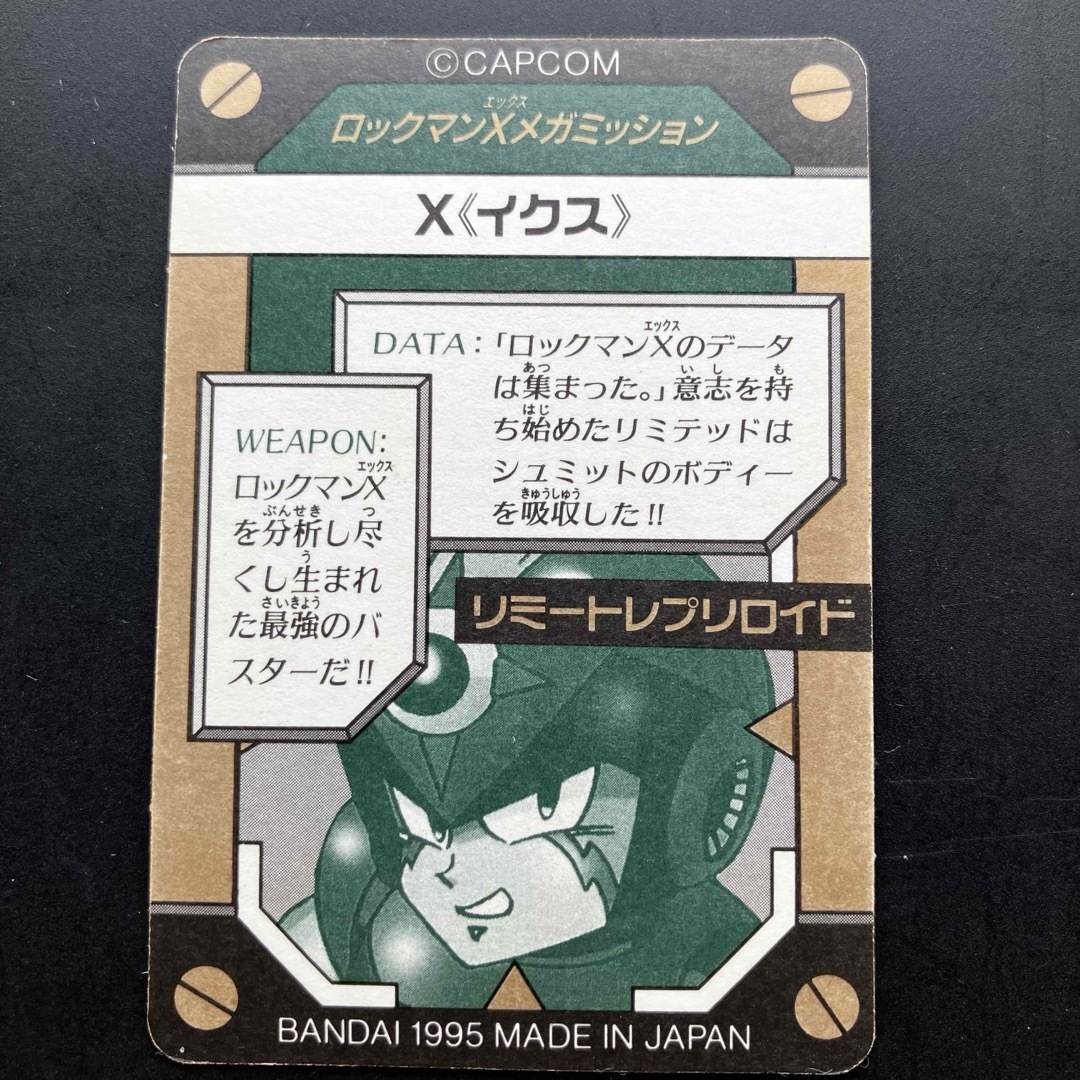 ©CAPCOM
エックス
ロックマンXメガミッション
X《イクス》
エックス
DATA:「ロックマンXのデータ
あつ いし も
は集まった。」意志を持
はじ
ち始めたリミテッドは
シュミットのボディー
きゅうしゅう
を吸収した!!
WEAPON:
エックス
ロックマンX
ぶんせき つ
を分析し尽
う
くし生まれ
さいきょう
た最強のバ
スターだ!!
リミートレプリロイド
BANDAI 1995 MADE IN JAPAN